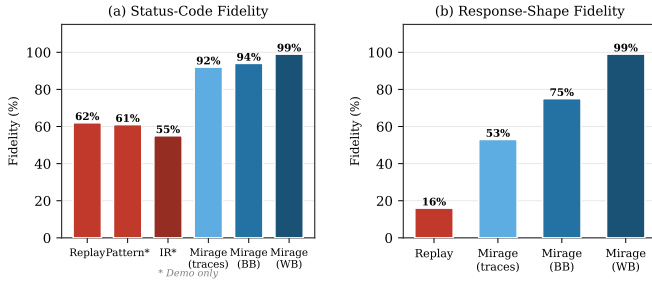 (a) Status-Code Fidelity
Fidelity (%)
100
80
60
40
20
0
62%
61%
55%
92%
94%
99%
Replay
Pattern*
IR*
Mirage
(traces)
Mirage
(BB)
Mirage
(WB)
* Demo only
(b) Response-Shape Fidelity
Fidelity (%)
100
80
60
40
20
0
16%
53%
75%
99%
Replay
Mirage
(traces)
Mirage
(BB)
Mirage
(WB)